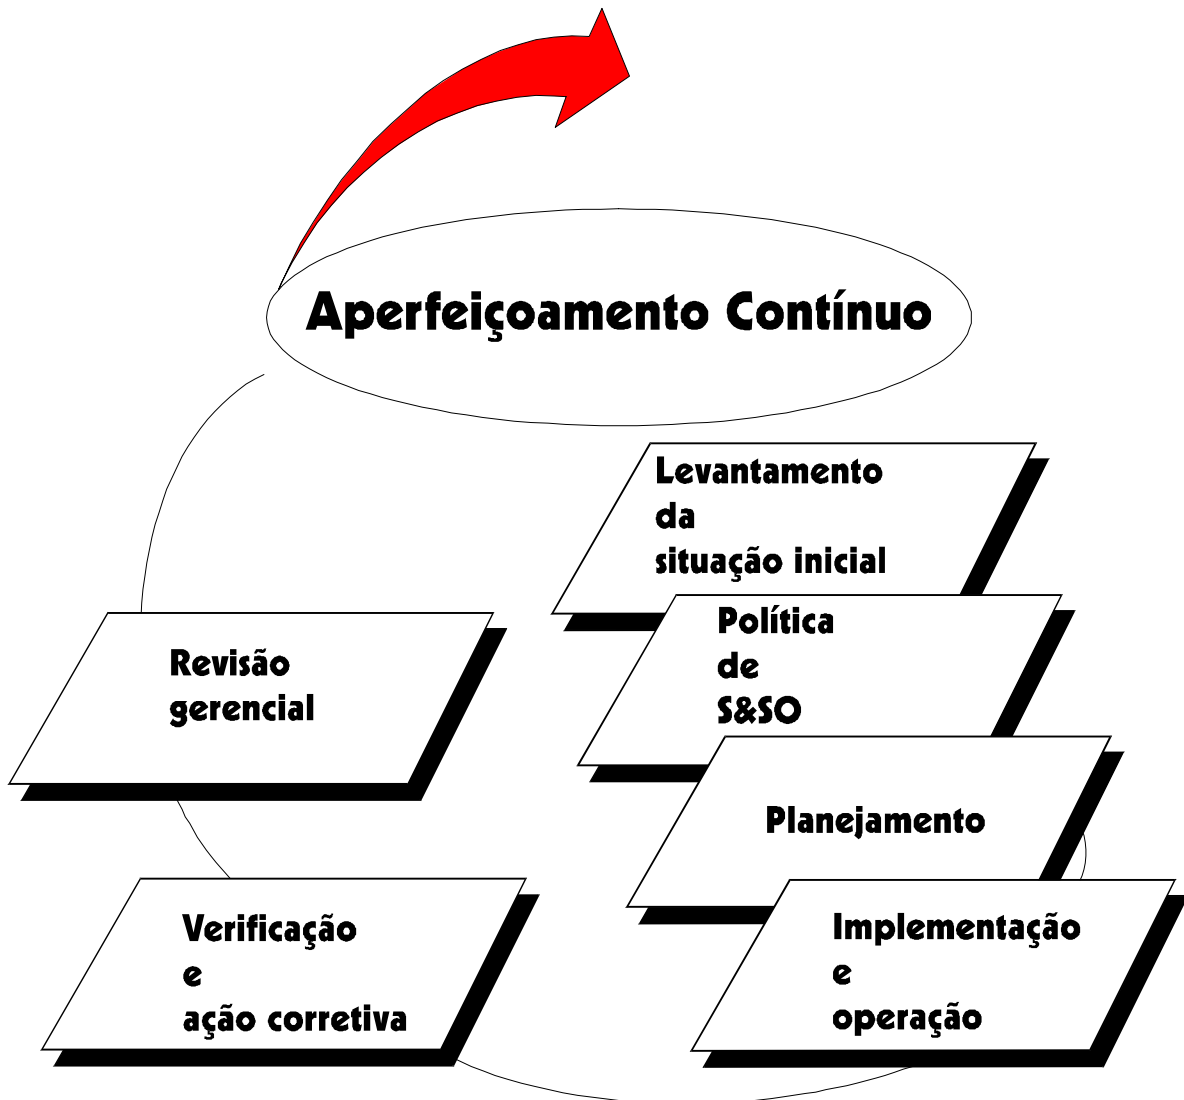 Aperfeiçoamento Contínuo
Levantamento
da
situação inicial
Política
de
S&SO
Planejamento
Implementação
e
operação
Verificação
e
ação corretiva
Revisão
gerencial